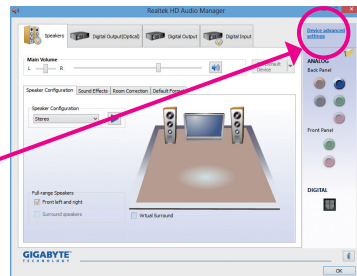 Realtek HD Audio Manager
Speakers
Digital Output(Optical)
Digital Output
Digital Input
Device advanced
settings
Main Volume
L
R
Device
ANALOG
Back Panel
Speaker Configuration
Sound Effects
Room Correction
Default Format
Speaker Configuration
Stereo
Front Panel
Full-range Speakers
Front left and right
Surround speakers
Virtual Surround
DIGITAL
GIGABYTE
TECHNOLOGY
OK